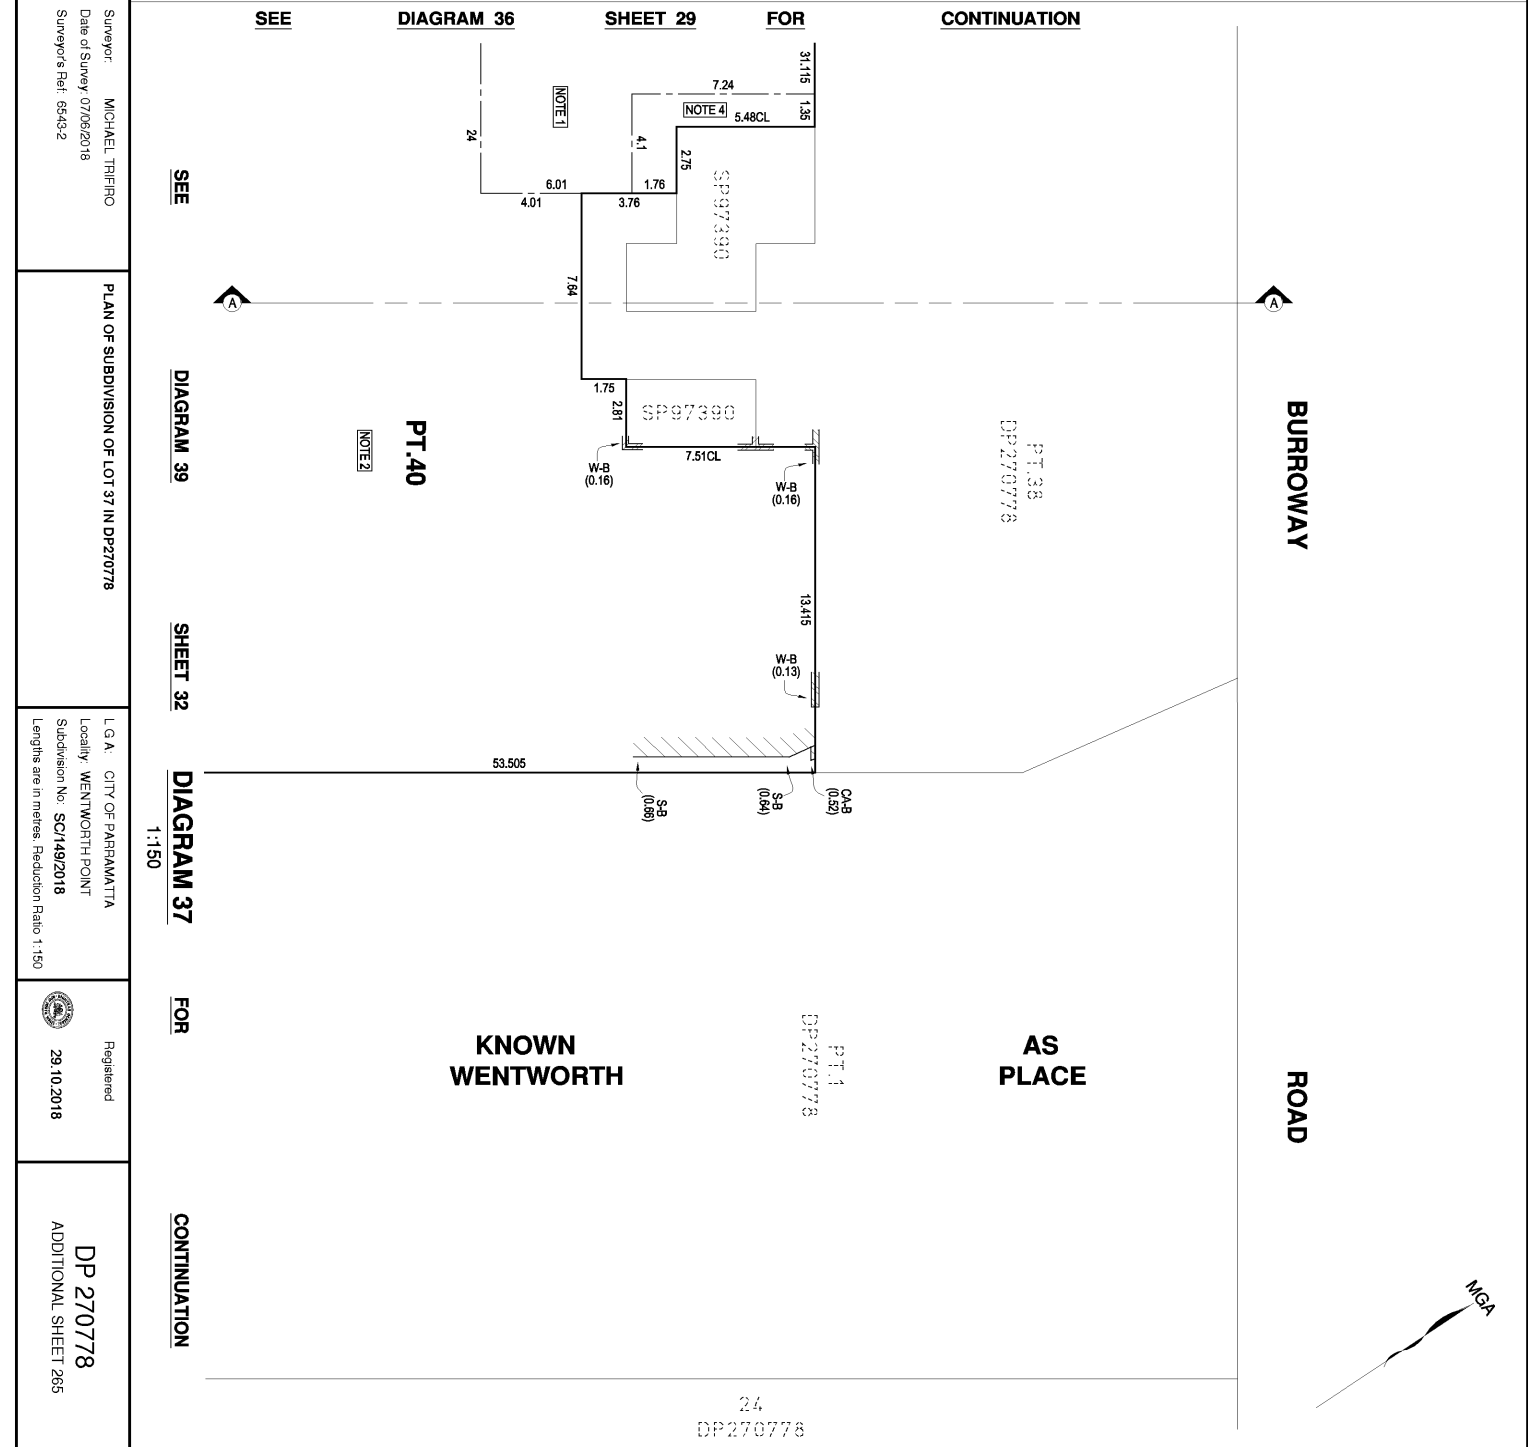 SEE DIAGRAM 36 SHEET 29 FOR CONTINUATION
31.115
7.24
1.35
NOTE 1
NOTE 4
5.48CL
24
4.1
2.75
SP97390
6.01
1.76
4.01
3.76
7.64
A
A
1.75
2.81
SP97390
7.51CL
W-B
(0.16)
W-B
(0.16)
PT.40
NOTE 2
PT.38
DP270778
13.415
W-B
(0.13)
53.505
S-B
(0.66)
S-B
(0.64)
CA-B
(0.52)
BURROWAY ROAD
KNOWN AS
WENTWORTH PLACE
PT.1
DP270778
MGA
24
DP270778
SEE DIAGRAM 39 SHEET 32 FOR CONTINUATION
DIAGRAM 37
1:150
Surveyor: MICHAEL TRIFIRO
Date of Survey: 07/06/2018
Surveyor's Ref: 6543-2
PLAN OF SUBDIVISION OF LOT 37 IN DP270778
L G A: CITY OF PARRAMATTA
Locality: WENTWORTH POINT
Subdivision No: SC/149/2018
Lengths are in metres. Reduction Ratio 1:150
Registered
29.10.2018
DP 270778
ADDITIONAL SHEET 265